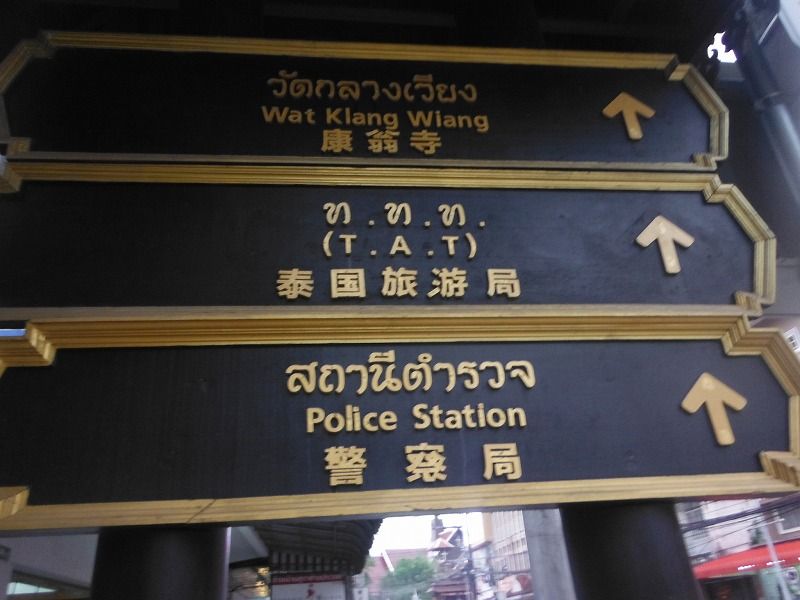 วัดกลางเวียง
Wat Klang Wiang
康翁寺
ท.ท.ท.
(T.A.T)
泰国旅游局
สถานีตำรวจ
Police Station
警察局